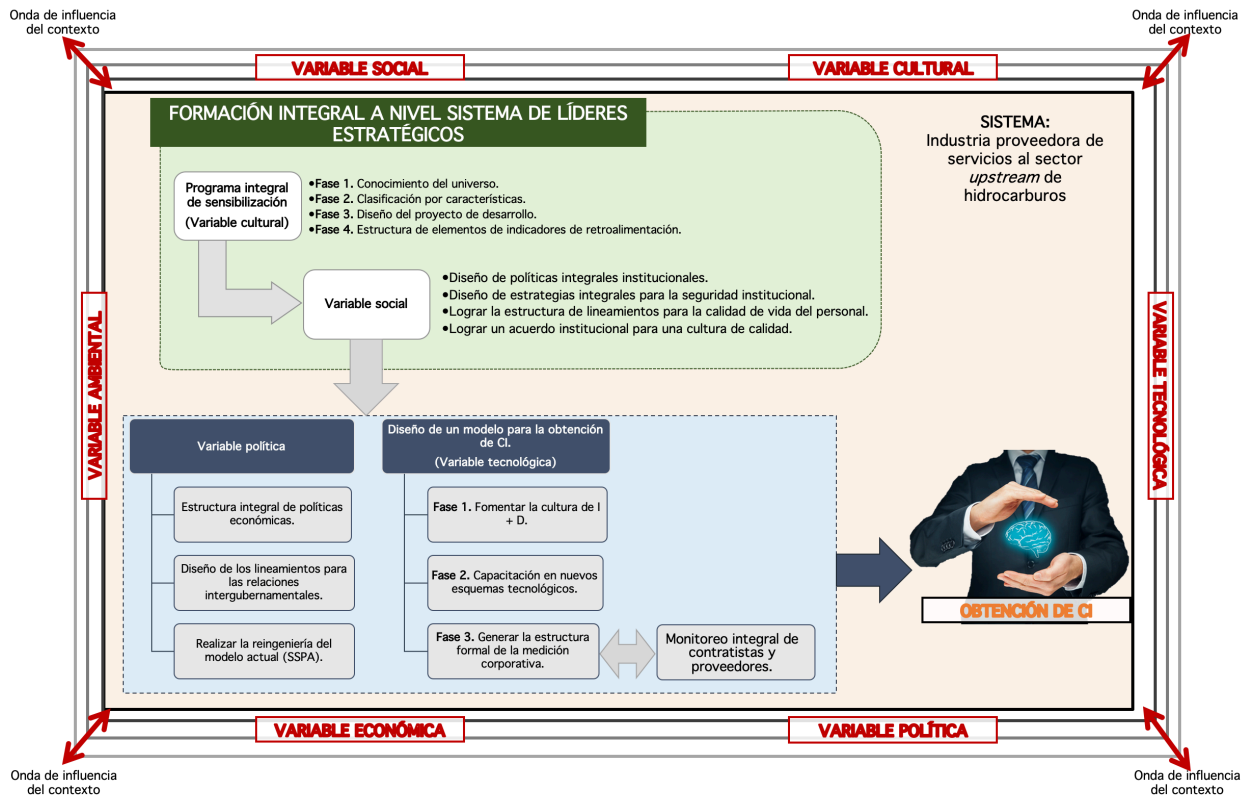 Onda de influencia
del contexto
Onda de influencia
del contexto
VARIABLE SOCIAL
VARIABLE CULTURAL
FORMACIÓN INTEGRAL A NIVEL SISTEMA DE LÍDERES
ESTRATÉGICOS
SISTEMA:
Industria proveedora de
servicios al sector
upstream de
hidrocarburos
Programa integral
de sensibilización
(Variable cultural)
•Fase 1. Conocimiento del universo.
•Fase 2. Clasificación por características.
•Fase 3. Diseño del proyecto de desarrollo.
•Fase 4. Estructura de elementos de indicadores de retroalimentación.
Variable social
•Diseño de políticas integrales institucionales.
•Diseño de estrategias integrales para la seguridad institucional.
•Lograr la estructura de lineamientos para la calidad de vida del personal.
•Lograr un acuerdo institucional para una cultura de calidad.
VARIABLE AMBIENTAL
VARIABLE TECNOLÓGICA
Variable política
Estructura integral de políticas
económicas.
Diseño de los lineamientos para
las relaciones
intergubernamentales.
Realizar la reingeniería del
modelo actual (SSPA).
Diseño de un modelo para la obtención
de CI.
(Variable tecnológica)
Fase 1. Fomentar la cultura de I
+ D.
Fase 2. Capacitación en nuevos
esquemas tecnológicos.
Fase 3. Generar la estructura
formal de la medición
corporativa.
Monitoreo integral de
contratistas y
proveedores.
OBTENCIÓN DE CI
VARIABLE ECONÓMICA
VARIABLE POLÍTICA
Onda de influencia
del contexto
Onda de influencia
del contexto